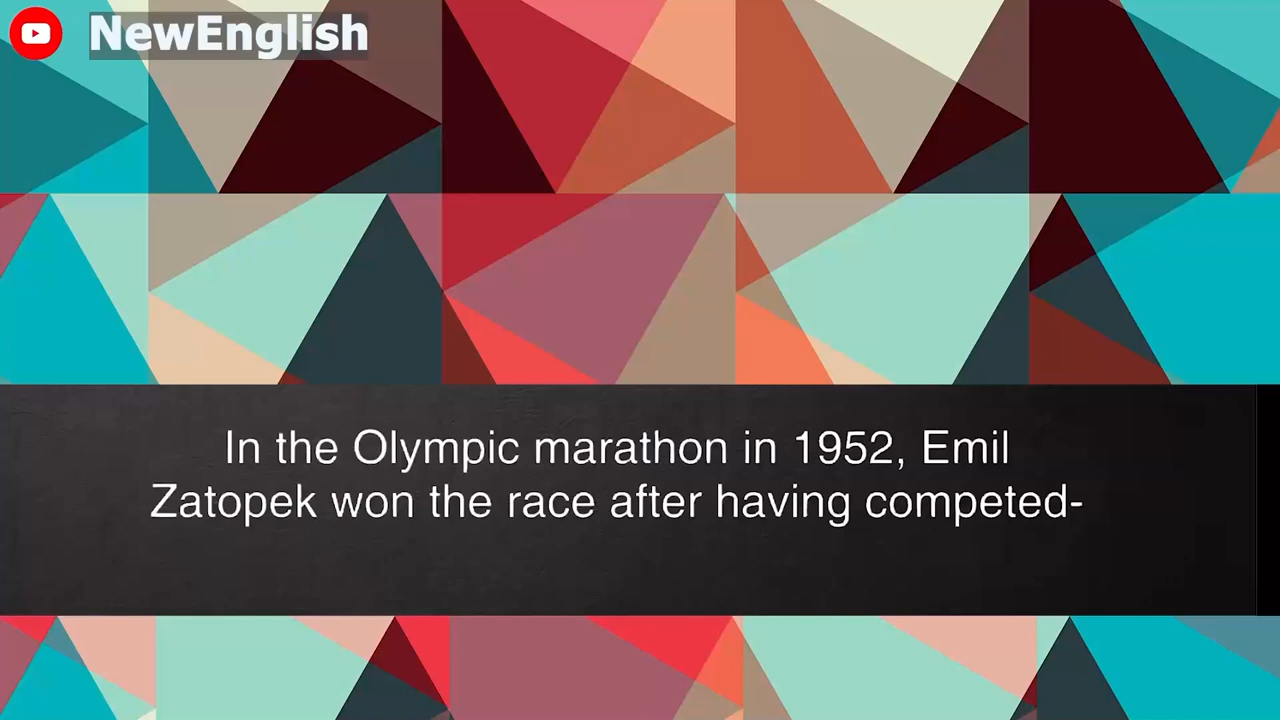 NewEnglish
In the Olympic marathon in 1952, Emil
Zatopek won the race after having competed-